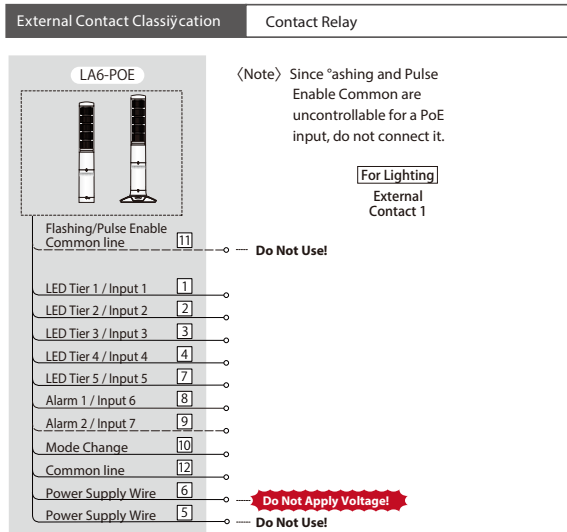 External Contact Classiÿcation
Contact Relay
LA6-POE
〈Note〉 Since °ashing and Pulse
Enable Common are
uncontrollable for a PoE
input, do not connect it.
For Lighting
External
Contact 1
Flashing/Pulse Enable
Common line 11
Do Not Use!
LED Tier 1 / Input 1 1
LED Tier 2 / Input 2 2
LED Tier 3 / Input 3 3
LED Tier 4 / Input 4 4
LED Tier 5 / Input 5 7
Alarm 1 / Input 6 8
Alarm 2 / Input 7 9
Mode Change 10
Common line 12
Power Supply Wire 6
Do Not Apply Voltage!
Power Supply Wire 5
Do Not Use!